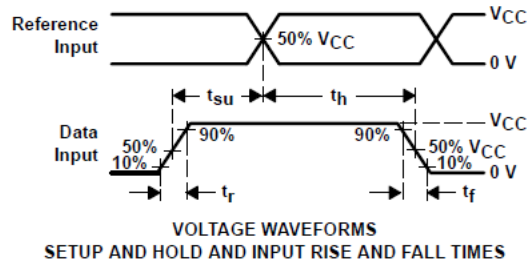 Reference
Input
VCC
50% VCC
0 V
tsu
th
Data
Input
VCC
90%
90%
50%
50% VCC
10%
10%
0 V
tr
tf
VOLTAGE WAVEFORMS
SETUP AND HOLD AND INPUT RISE AND FALL TIMES